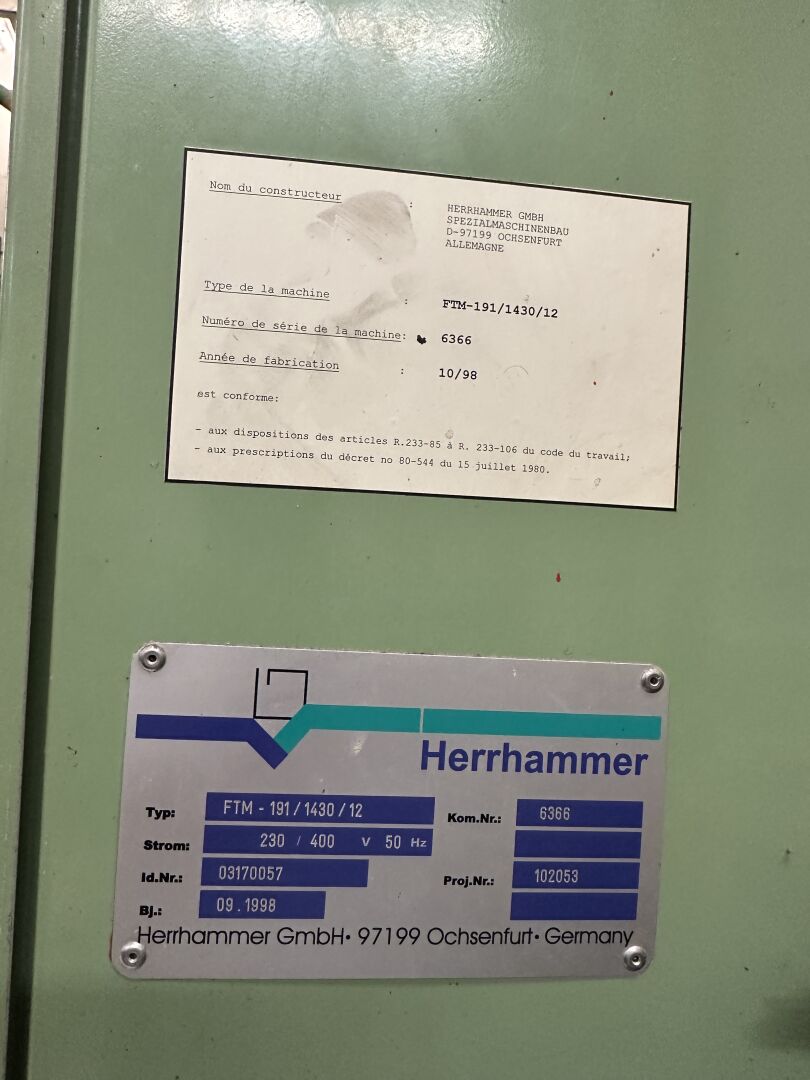 Nom du constructeur : HERRHAMMER GMBH
SPEZIALMASCHINENBAU
D-97199 OCHSENFURT
ALLEMAGNE
Type de la machine : FTM-191/1430/12
Numéro de série de la machine: 6366
Année de fabrication : 10/98
est conforme:
- aux dispositions des articles R.233-85 à R. 233-106 du code du travail;
- aux prescriptions du décret no 80-544 du 15 juillet 1980.
Herrhammer
Typ: FTM - 191 / 1430 / 12 Kom.Nr.: 6366
Strom: 230 / 400 V 50 Hz
Id.Nr.: 03170057 Proj.Nr.: 102053
Bj.: 09.1998
Herrhammer GmbH• 97199 Ochsenfurt• Germany